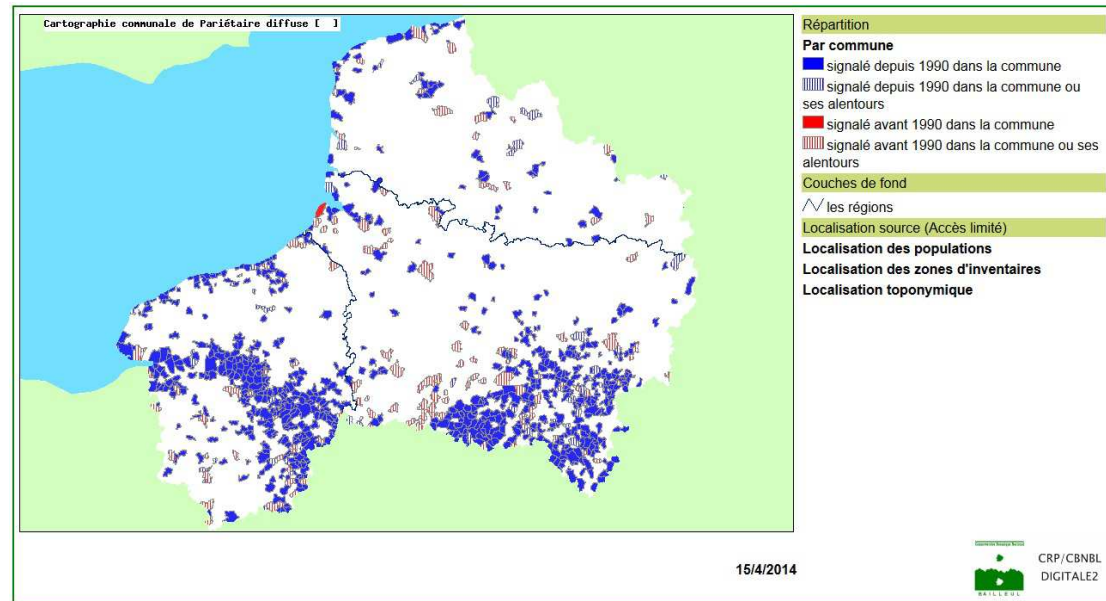 Cartographie communale de Pariétaire diffuse [ ]
Répartition
Par commune
signalé depuis 1990 dans la commune
signalé depuis 1990 dans la commune ou
ses alentours
signalé avant 1990 dans la commune
signalé avant 1990 dans la commune ou ses
alentours
Couches de fond
les régions
Localisation source (Accès limité)
Localisation des populations
Localisation des zones d'inventaires
Localisation toponymique
15/4/2014
CRP/CBNBL
DIGITALE2
BAILLEUL